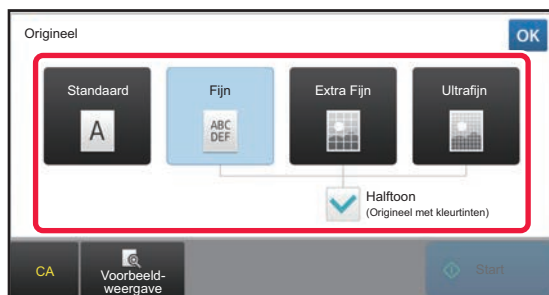 Origineel
OK
Standaard
Fijn
Extra Fijn
Ultrafijn
A
ABC
DEF
Halftoon
(Origineel met kleurtinten)
CA
Voorbeeld-
weergave
Start